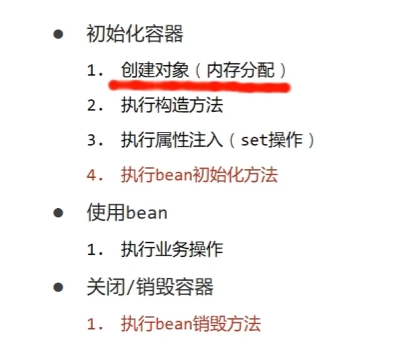 ● 初始化容器
1. 创建对象（内存分配）
2. 执行构造方法
3. 执行属性注入（set操作）
4. 执行bean初始化方法
● 使用bean
1. 执行业务操作
● 关闭/销毁容器
1. 执行bean销毁方法